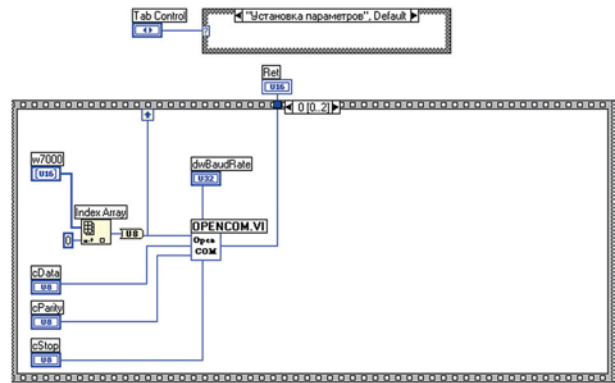 Tab Control
"Установка параметров", Default
?
Ret
U16
0 [0..2]
w7000
[U16]
dwBaudRate
U32
Index Array
U8
0
OPENCOM.VI
Open
COM
cData
U8
cParity
U8
cStop
U8